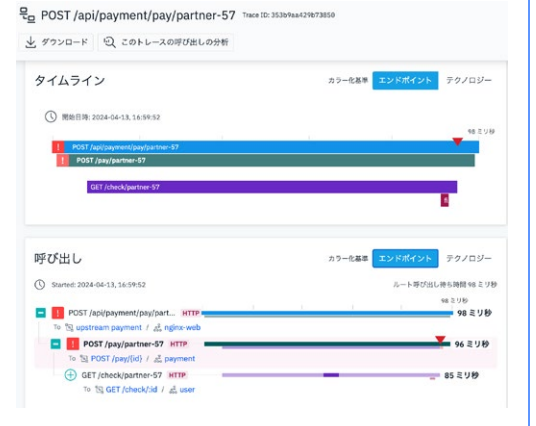 POST /api/payment/pay/partner-57 Trace ID: 353b9aa429b73850
ダウンロード このトレースの呼び出しの分析
タイムライン カラー化基準 エンドポイント テクノロジー
開始日時: 2024-04-13, 16:59:52
98 ミリ秒
! POST /api/payment/pay/partner-57
! POST /pay/partner-57
GET /check/partner-57
呼び出し カラー化基準 エンドポイント テクノロジー
Started: 2024-04-13, 16:59:52 ルート呼び出し待ち時間 98 ミリ秒
98 ミリ秒
! POST /api/payment/pay/part... HTTP 98 ミリ秒
To upstream payment / nginx-web
! POST /pay/partner-57 HTTP 96 ミリ秒
To POST /pay/{id} / payment
GET /check/partner-57 HTTP 85 ミリ秒
To GET /check/:id / user